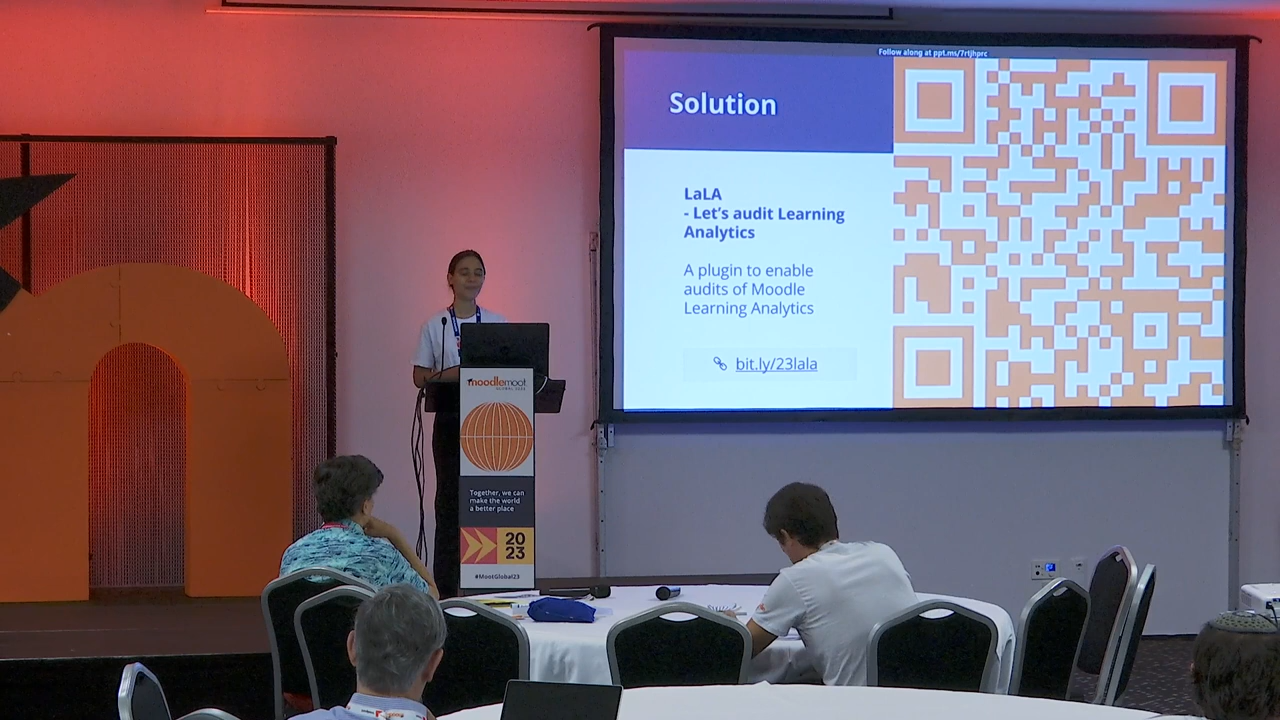 Follow along at ppt.ms/7rtjhprc
Solution
LaLA
- Let's audit Learning
Analytics
A plugin to enable
audits of Moodle
Learning Analytics
bit.ly/23lala
moodlemoot
GLOBAL 2023
Together, we can
make the world
a better place
20
23
#MootGlobal23